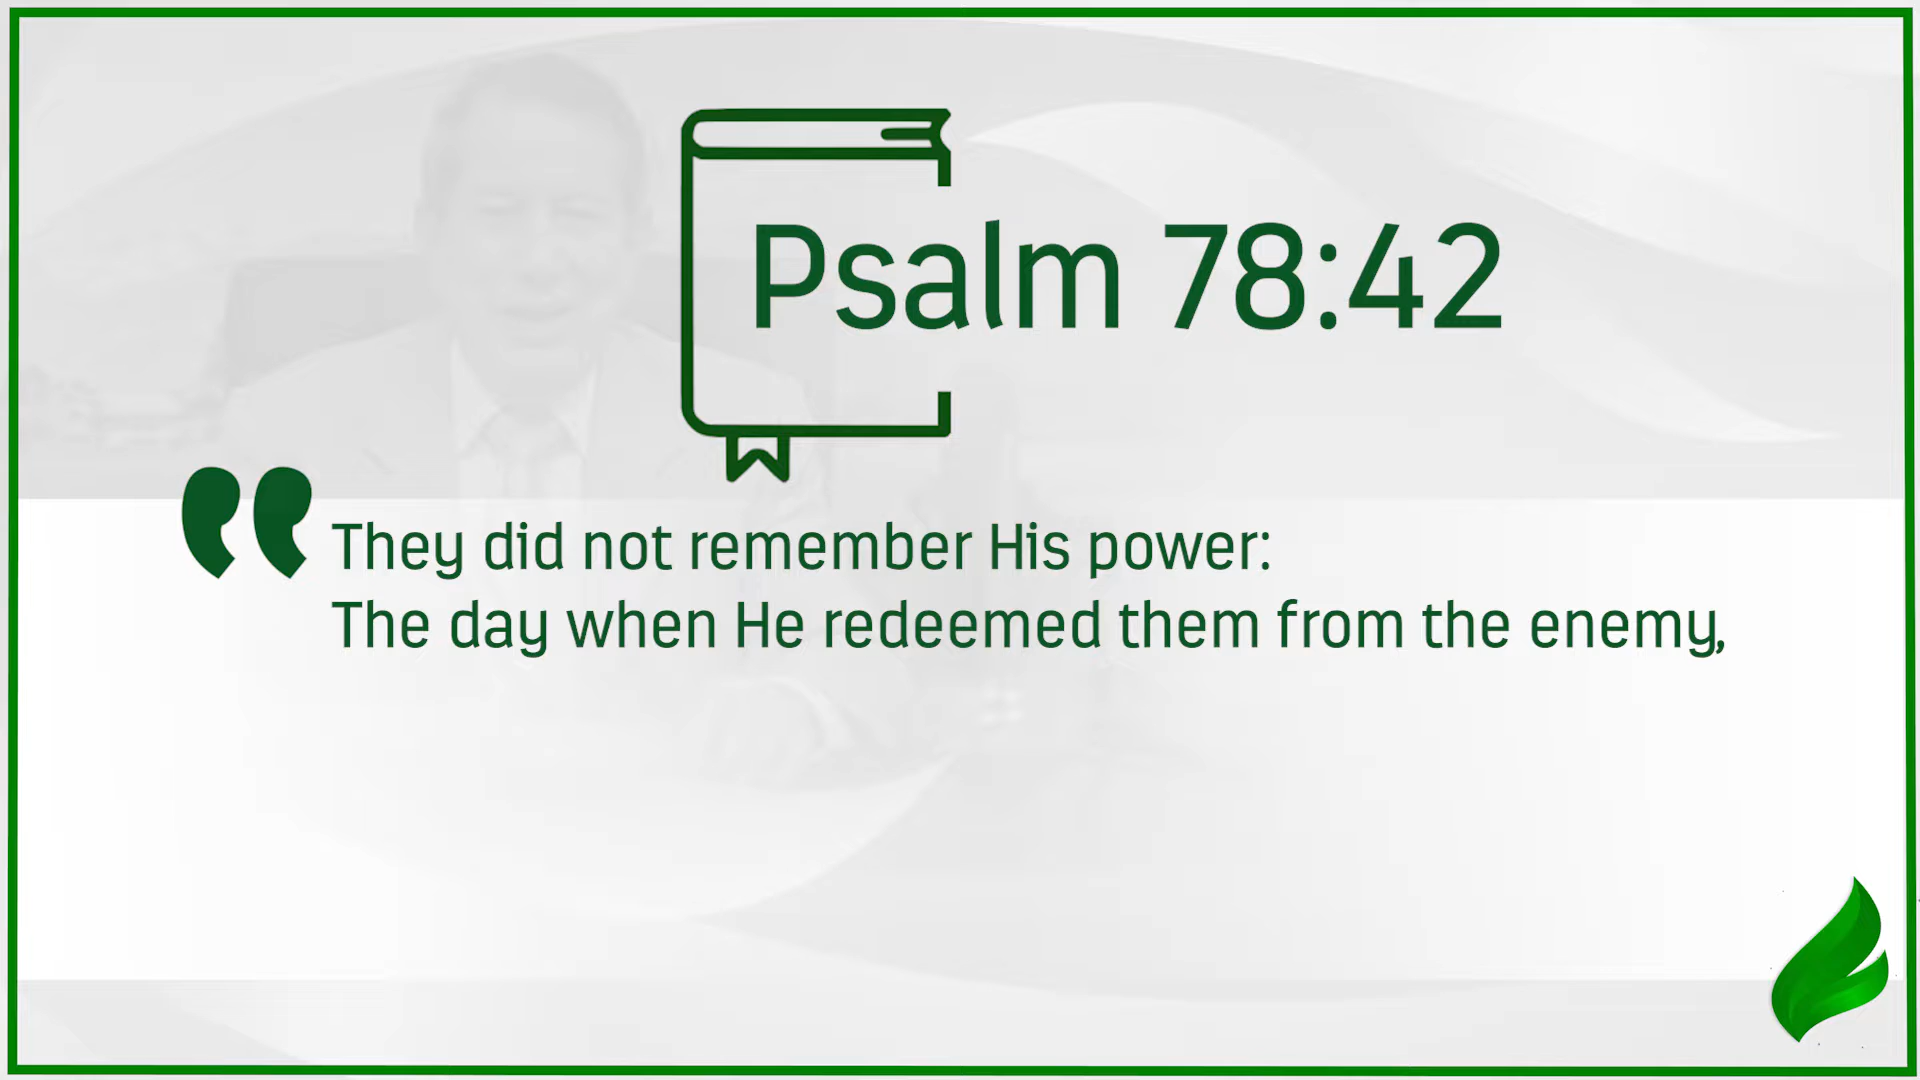 Psalm 78:42
“They did not remember His power:
The day when He redeemed them from the enemy,